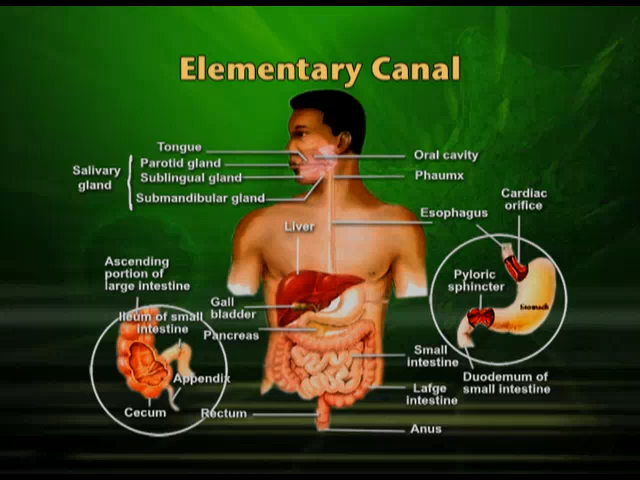 Elementary Canal
Tongue
Parotid gland
Salivary
gland
Sublingual gland
Submandibular gland
Oral cavity
Phaumx
Cardiac
orifice
Esophagus
Liver
Ascending
portion of
large intestine
Pyloric
sphincter
Gall
bladder
Ileum of small
intestine
Stomach
Pancreas
Small
intestine
Appendix
Duodemum of
small intestine
Lafge
intestine
Cecum
Rectum
Anus